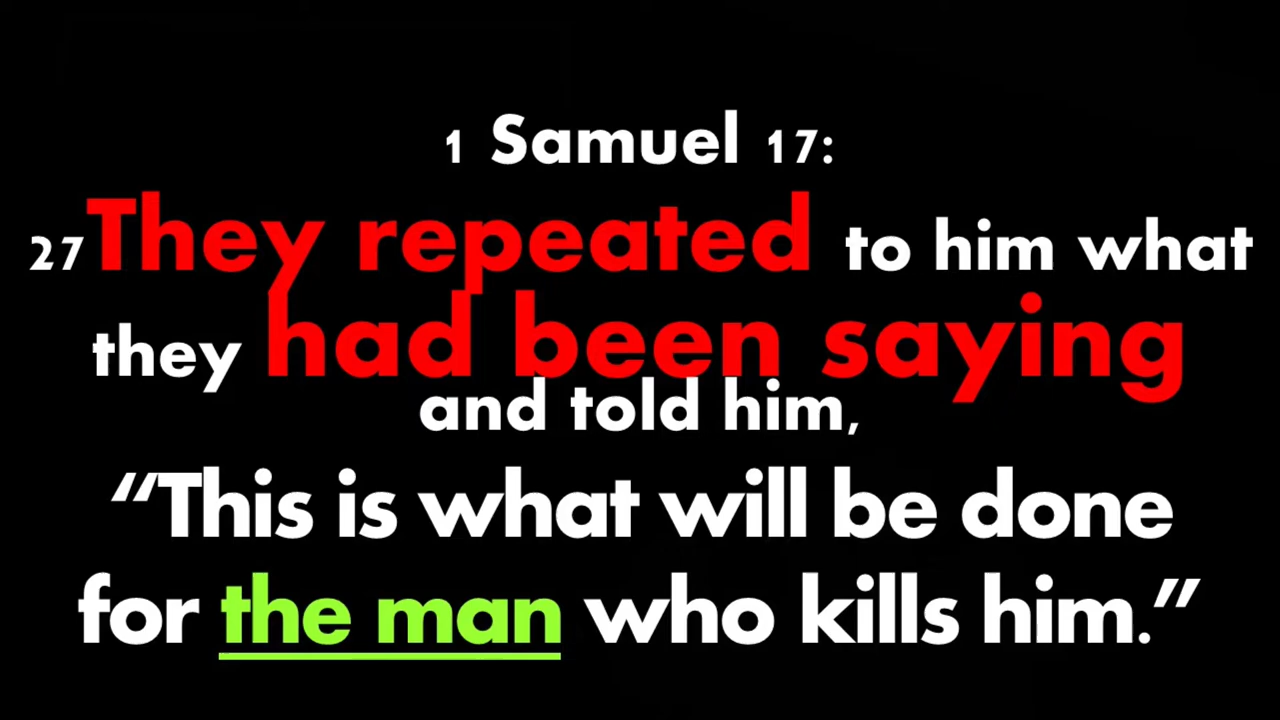 1 Samuel 17:
27They repeated to him what
they had been saying
and told him,
“This is what will be done
for the man who kills him.”